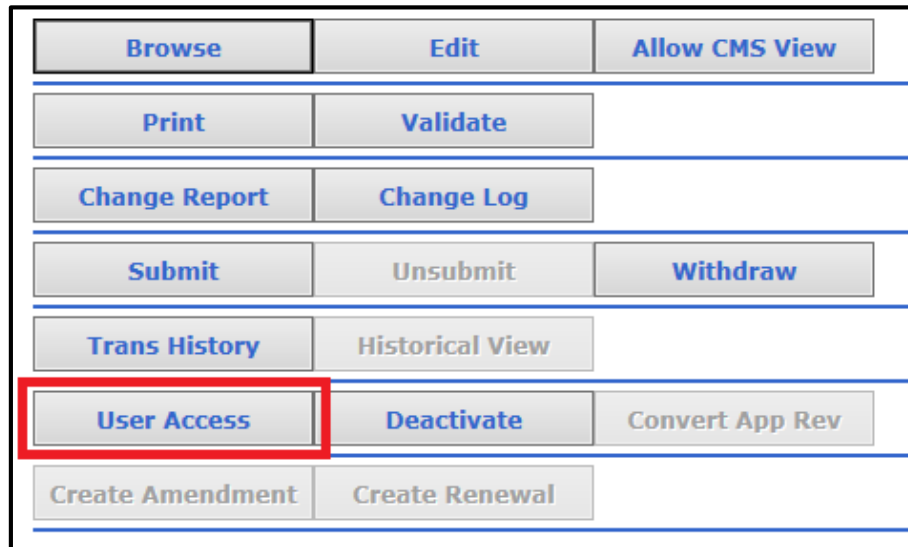 Browse Edit Allow CMS View
Print Validate
Change Report Change Log
Submit Unsubmit Withdraw
Trans History Historical View
User Access Deactivate Convert App Rev
Create Amendment Create Renewal